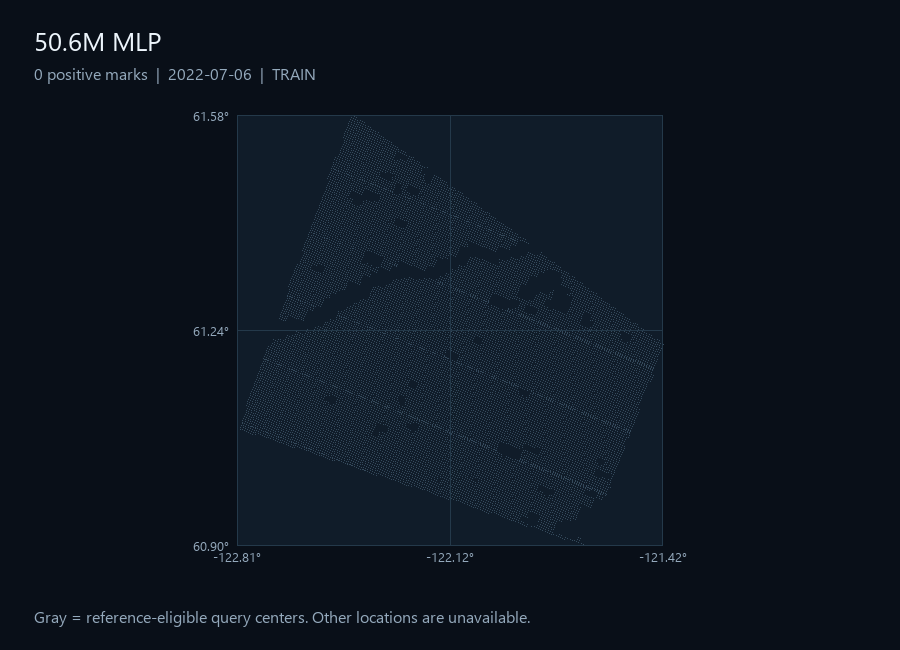 50.6M MLP
0 positive marks | 2022-07-06 | TRAIN
61.58°
61.24°
60.90°
-122.81° -122.12° -121.42°
Gray = reference-eligible query centers. Other locations are unavailable.